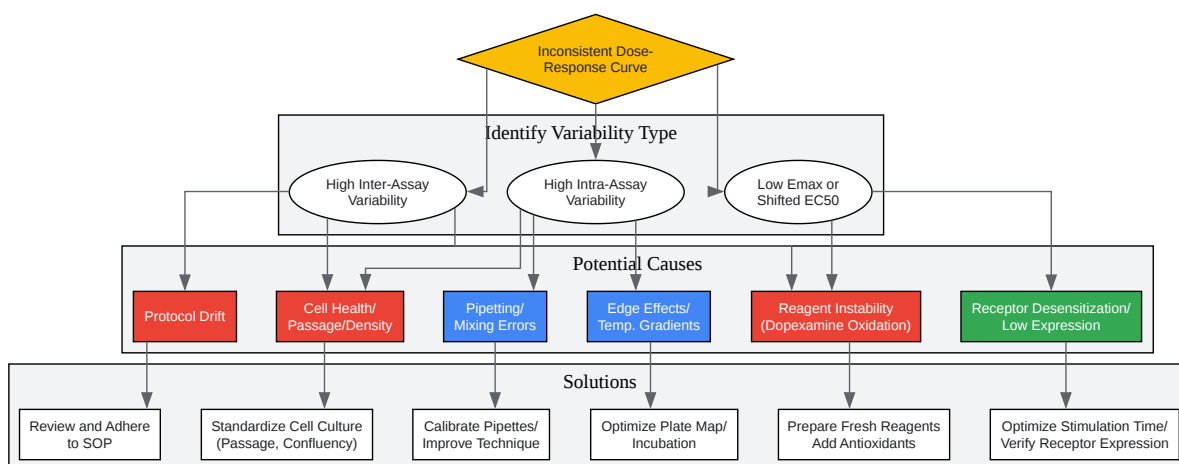 Inconsistent Dose-
Response Curve
Identify Variability Type
High Inter-Assay
Variability
High Intra-Assay
Variability
Low Emax or
Shifted EC50
Potential Causes
Protocol Drift
Cell Health/
Passage/Density
Pipetting/
Mixing Errors
Edge Effects/
Temp. Gradients
Reagent Instability
(Dopexamine Oxidation)
Receptor Desensitization/
Low Expression
Solutions
Review and Adhere
to SOP
Standardize Cell Culture
(Passage, Confluency)
Calibrate Pipettes/
Improve Technique
Optimize Plate Map/
Incubation
Prepare Fresh Reagents
Add Antioxidants
Optimize Stimulation Time/
Verify Receptor Expression